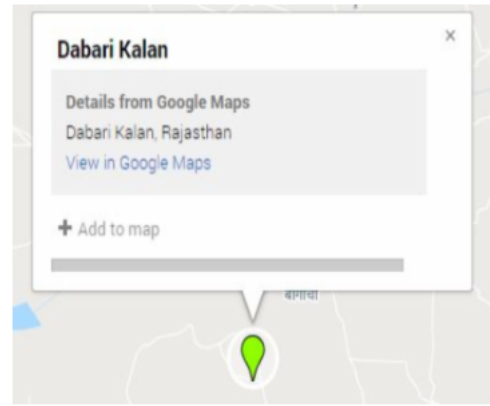 Dabari Kalan
Details from Google Maps
Dabari Kalan, Rajasthan
View in Google Maps
+ Add to map
बागीचा